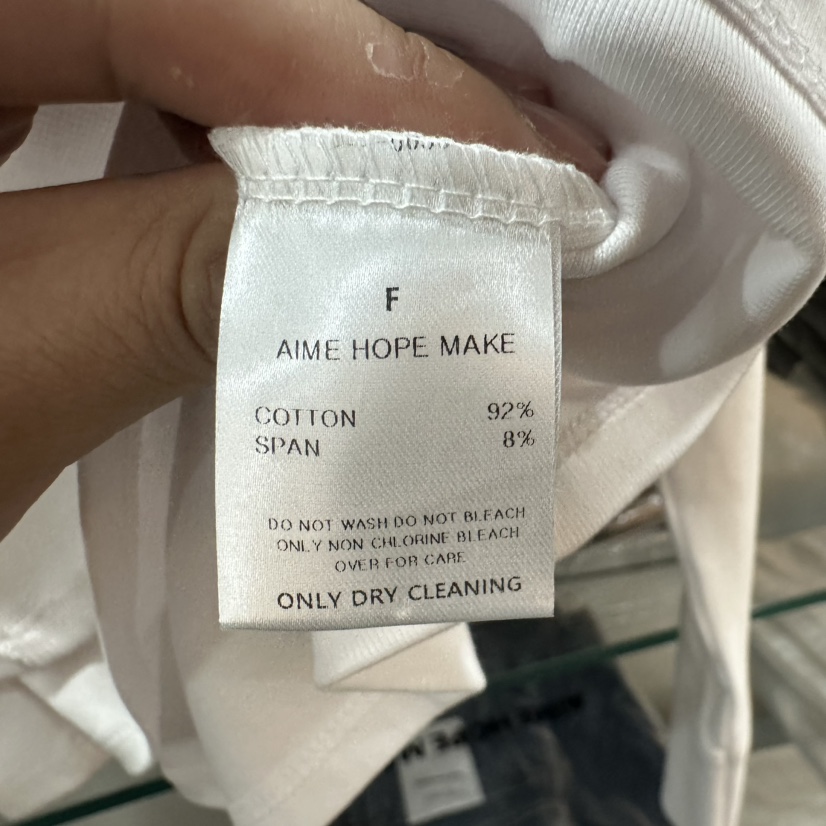 F
AIME HOPE MAKE
COTTON 92%
SPAN 8%
DO NOT WASH DO NOT BLEACH
ONLY NON CHLORINE BLEACH
OVER FOR CARE
ONLY DRY CLEANING